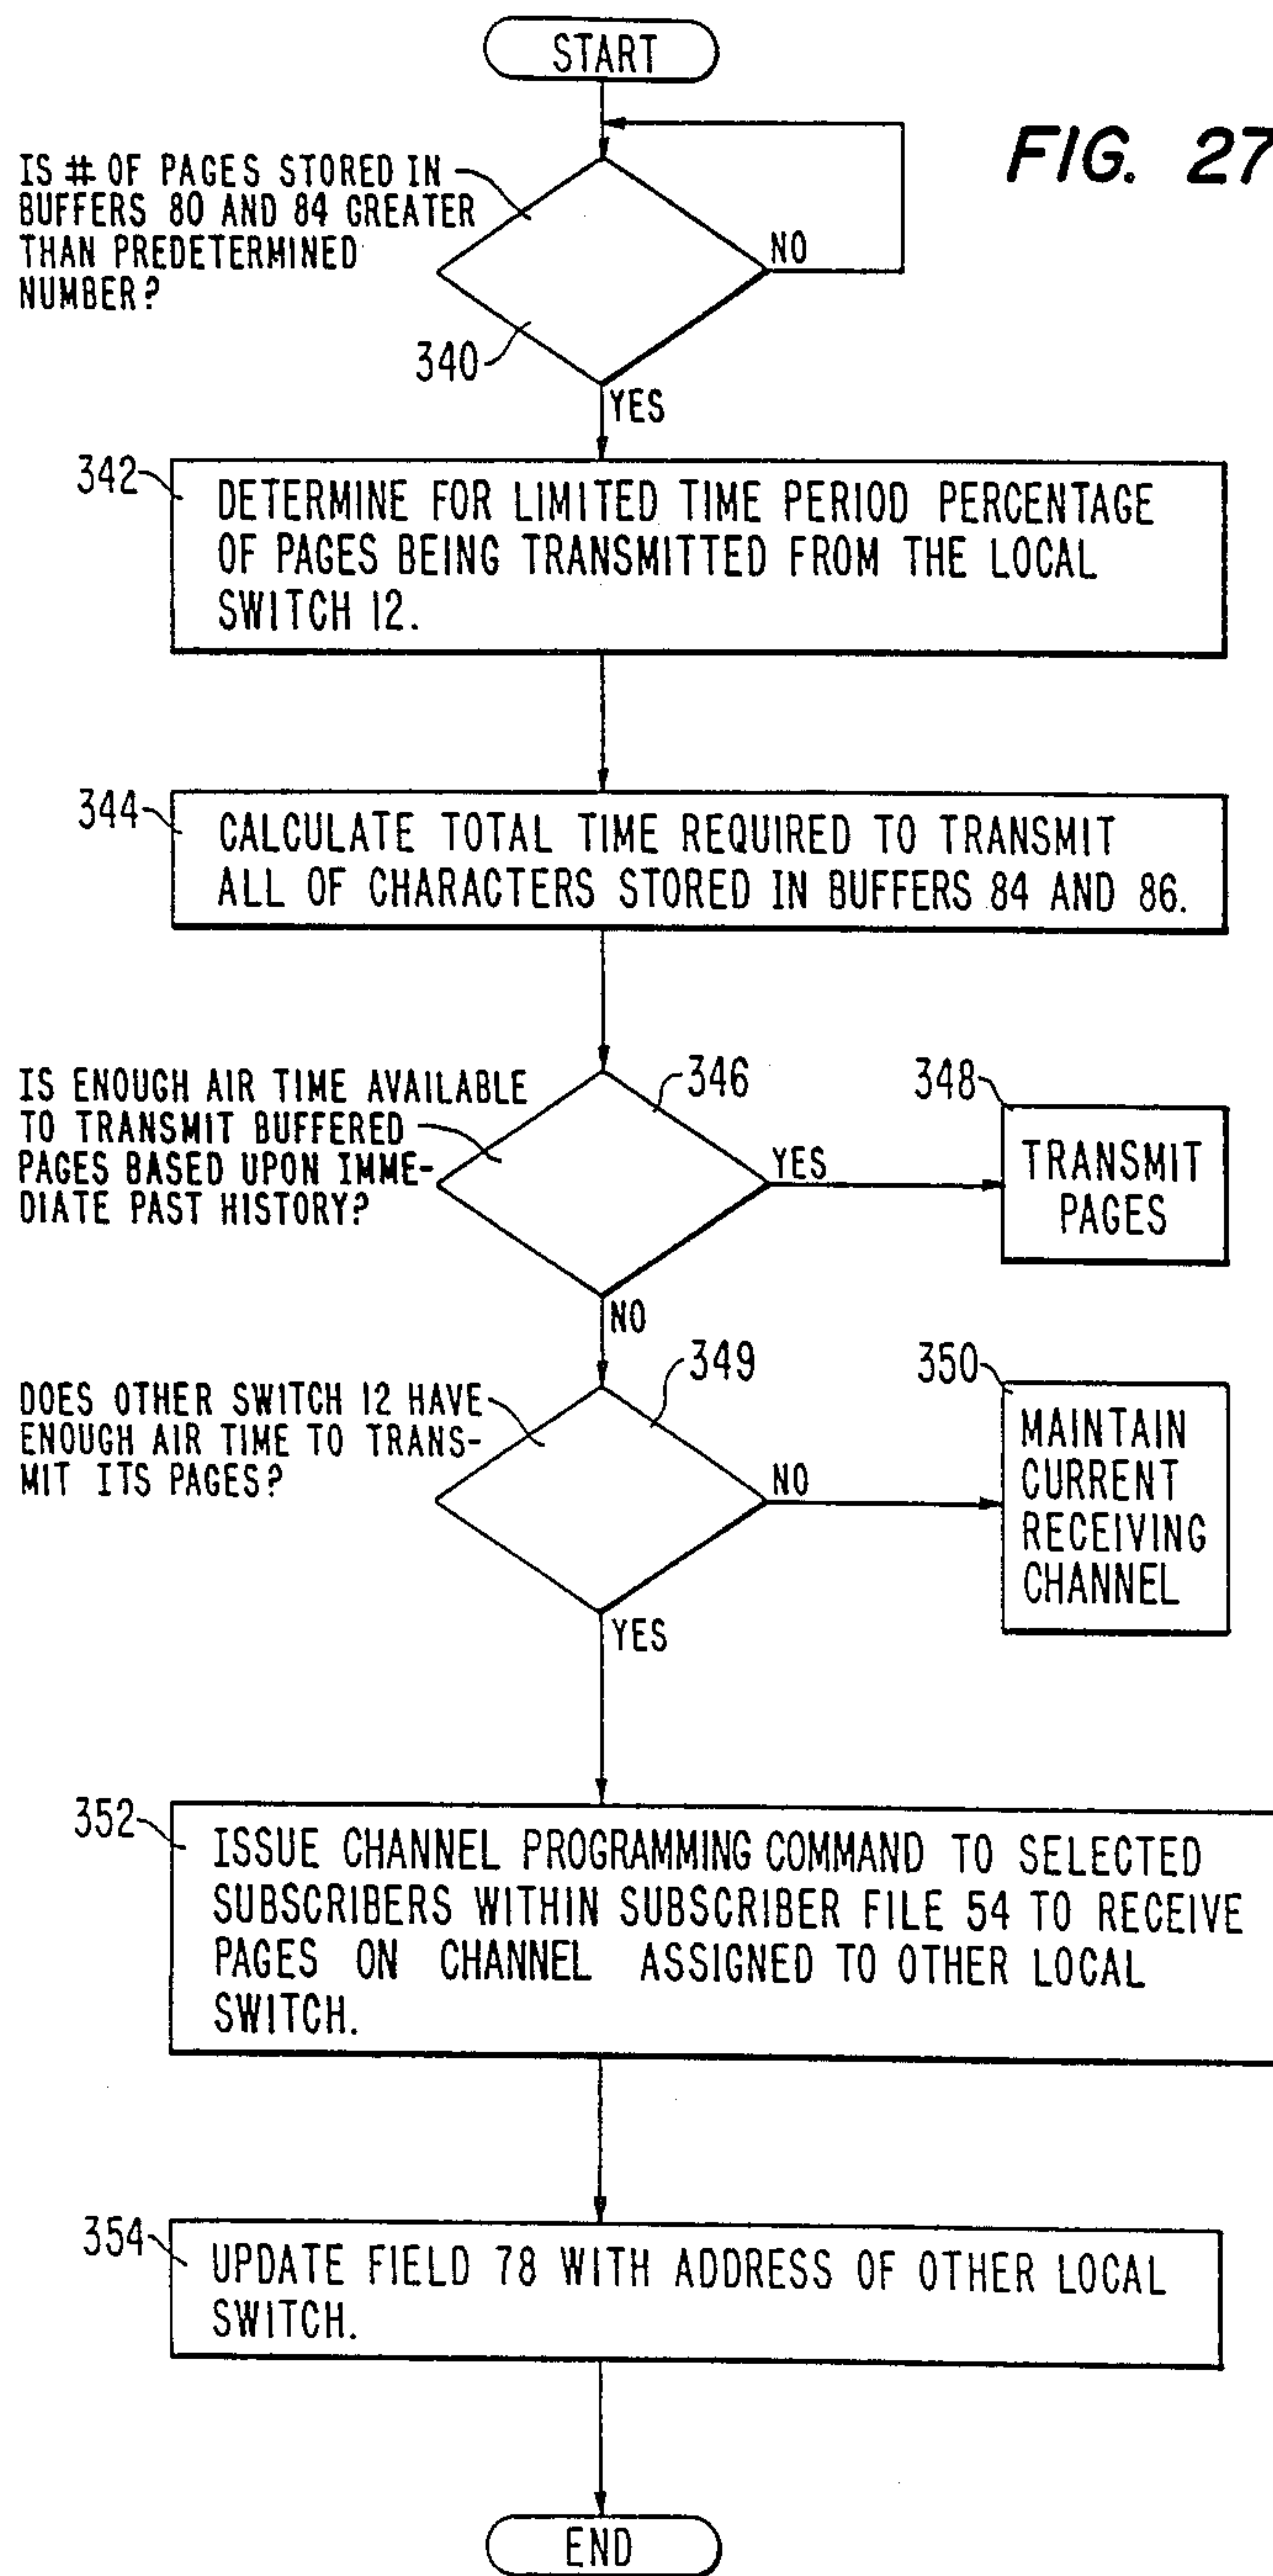 START
FIG. 27
IS # OF PAGES STORED IN
BUFFERS 80 AND 84 GREATER
THAN PREDETERMINED
NUMBER?
NO
340
YES
342
DETERMINE FOR LIMITED TIME PERIOD PERCENTAGE
OF PAGES BEING TRANSMITTED FROM THE LOCAL
SWITCH 12.
344
CALCULATE TOTAL TIME REQUIRED TO TRANSMIT
ALL OF CHARACTERS STORED IN BUFFERS 84 AND 86.
IS ENOUGH AIR TIME AVAILABLE
TO TRANSMIT BUFFERED
PAGES BASED UPON IMME-
DIATE PAST HISTORY?
346
YES
348
TRANSMIT
PAGES
NO
DOES OTHER SWITCH 12 HAVE
ENOUGH AIR TIME TO TRANS-
MIT ITS PAGES?
349
NO
350
MAINTAIN
CURRENT
RECEIVING
CHANNEL
YES
352
ISSUE CHANNEL PROGRAMMING COMMAND TO SELECTED
SUBSCRIBERS WITHIN SUBSCRIBER FILE 54 TO RECEIVE
PAGES ON CHANNEL ASSIGNED TO OTHER LOCAL
SWITCH.
354
UPDATE FIELD 78 WITH ADDRESS OF OTHER LOCAL
SWITCH.
END